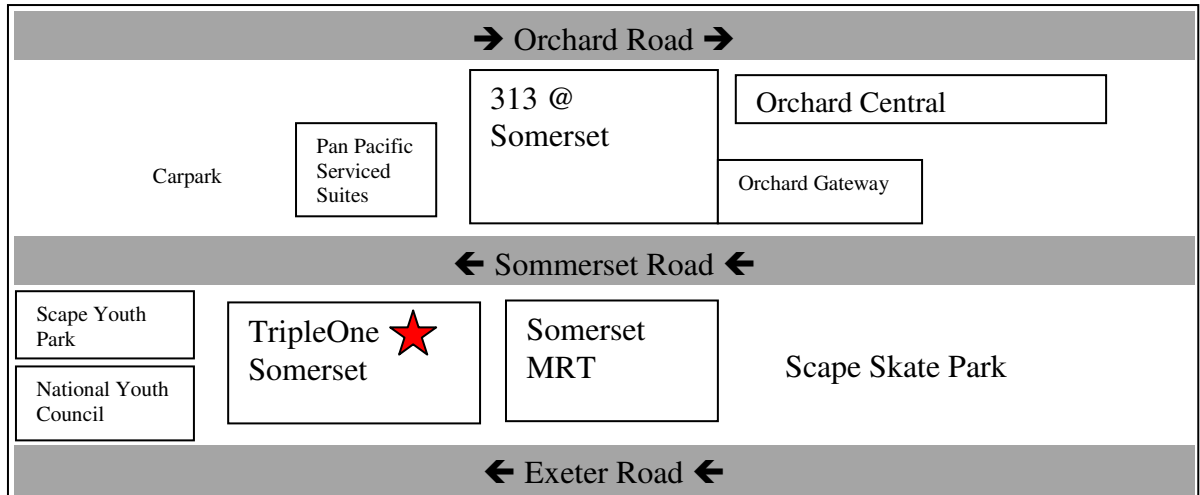 → Orchard Road →
313 @
Somerset
Orchard Central
Pan Pacific
Serviced
Suites
Carpark
Orchard Gateway
← Sommerset Road ←
Scape Youth
Park
TripleOne
Somerset
Somerset
MRT
Scape Skate Park
National Youth
Council
← Exeter Road ←